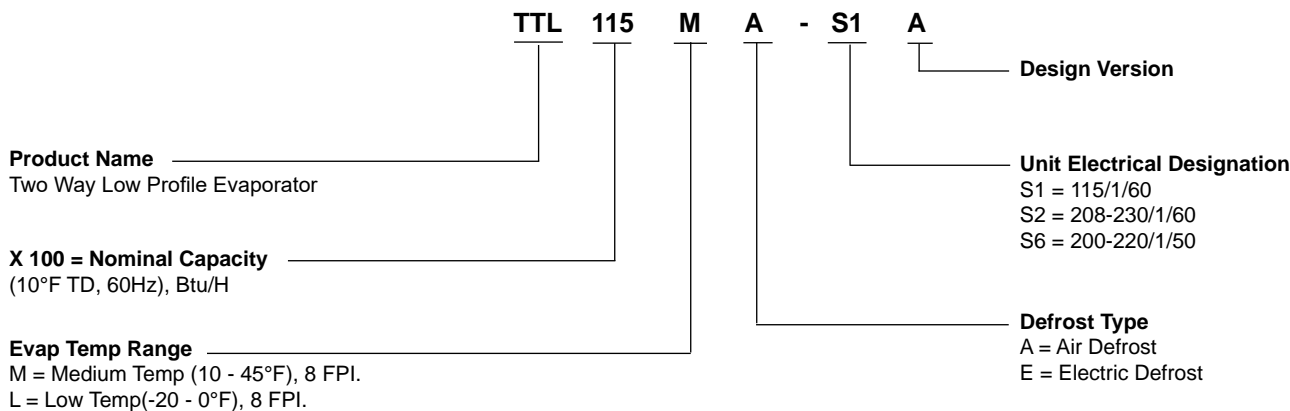 TTL 115 M A - S1 A
Design Version
Product Name
Two Way Low Profile Evaporator
Unit Electrical Designation
S1 = 115/1/60
S2 = 208-230/1/60
S6 = 200-220/1/50
X 100 = Nominal Capacity
(10°F TD, 60Hz), Btu/H
Defrost Type
A = Air Defrost
E = Electric Defrost
Evap Temp Range
M = Medium Temp (10 - 45°F), 8 FPI.
L = Low Temp(-20 - 0°F), 8 FPI.